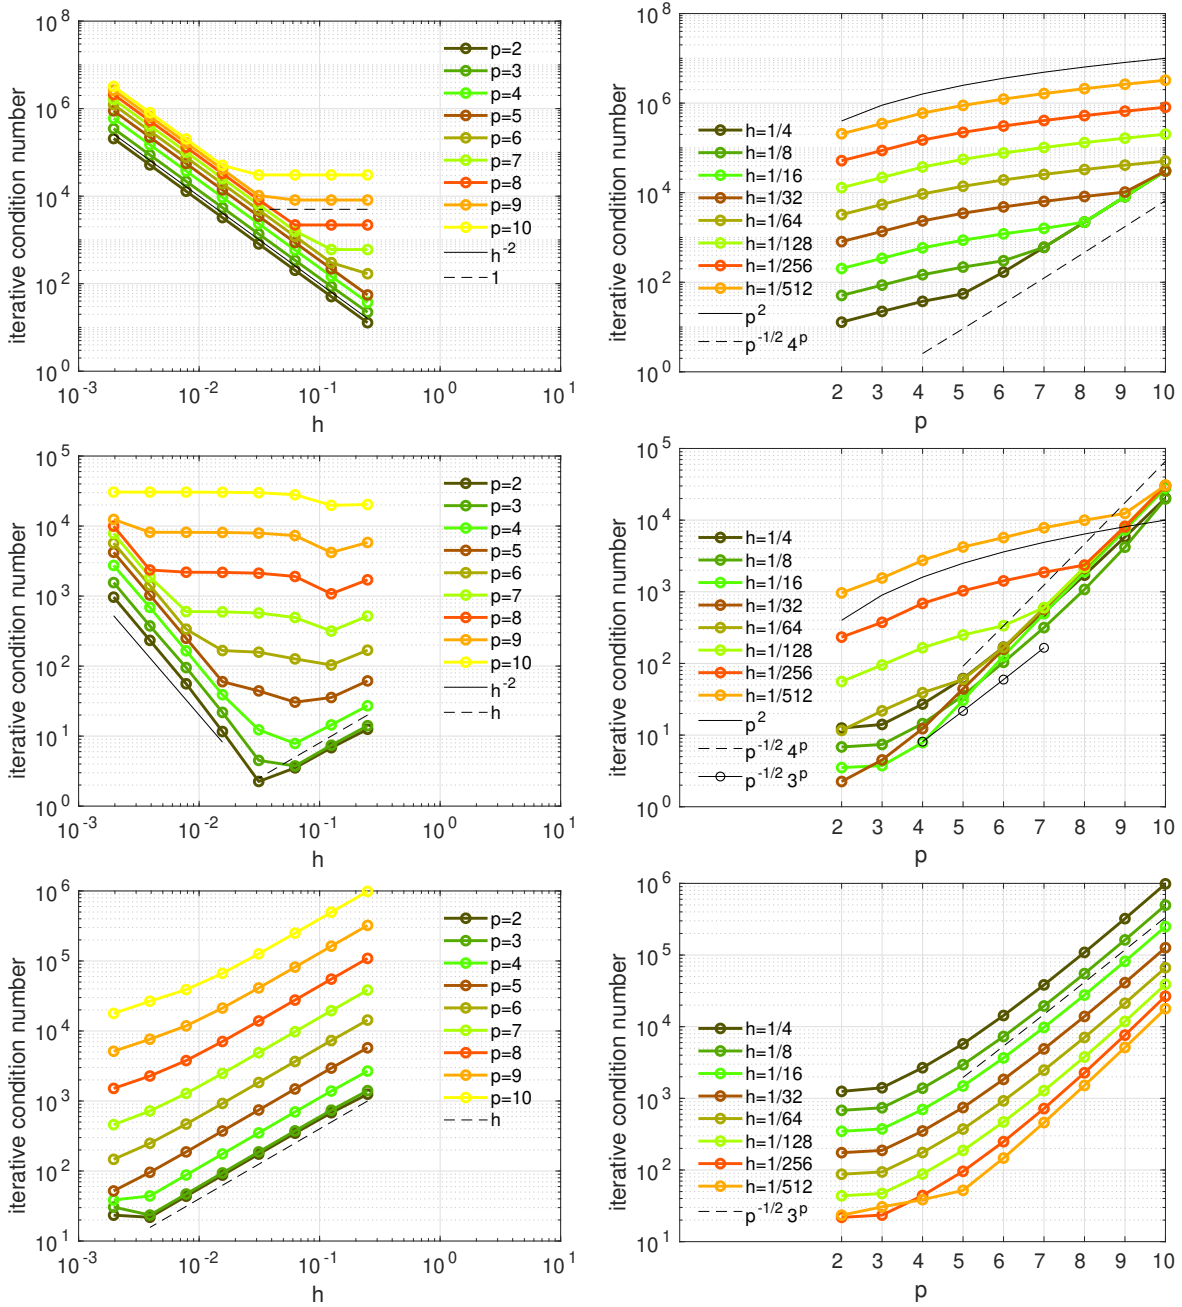 10^8
10^6
10^4
10^2
10^0
iterative condition number
p=2
p=3
p=4
p=5
p=6
p=7
p=8
p=9
p=10
h^-2
1
10^-3
10^-2
10^-1
10^0
10^1
h
10^8
10^6
10^4
10^2
10^0
iterative condition number
h=1/4
h=1/8
h=1/16
h=1/32
h=1/64
h=1/128
h=1/256
h=1/512
p^2
p^-1/2 4^p
2 3 4 5 6 7 8 9 10
p
10^5
10^4
10^3
10^2
10^1
10^0
iterative condition number
p=2
p=3
p=4
p=5
p=6
p=7
p=8
p=9
p=10
h^-2
h
10^-3
10^-2
10^-1
10^0
10^1
h
10^5
10^4
10^3
10^2
10^1
10^0
iterative condition number
h=1/4
h=1/8
h=1/16
h=1/32
h=1/64
h=1/128
h=1/256
h=1/512
p^2
p^-1/2 4^p
p^-1/2 3^p
2 3 4 5 6 7 8 9 10
p
10^6
10^5
10^4
10^3
10^2
10^1
iterative condition number
p=2
p=3
p=4
p=5
p=6
p=7
p=8
p=9
p=10
h
10^-3
10^-2
10^-1
10^0
10^1
h
10^6
10^5
10^4
10^3
10^2
10^1
iterative condition number
h=1/4
h=1/8
h=1/16
h=1/32
h=1/64
h=1/128
h=1/256
h=1/512
p^-1/2 3^p
2 3 4 5 6 7 8 9 10
p